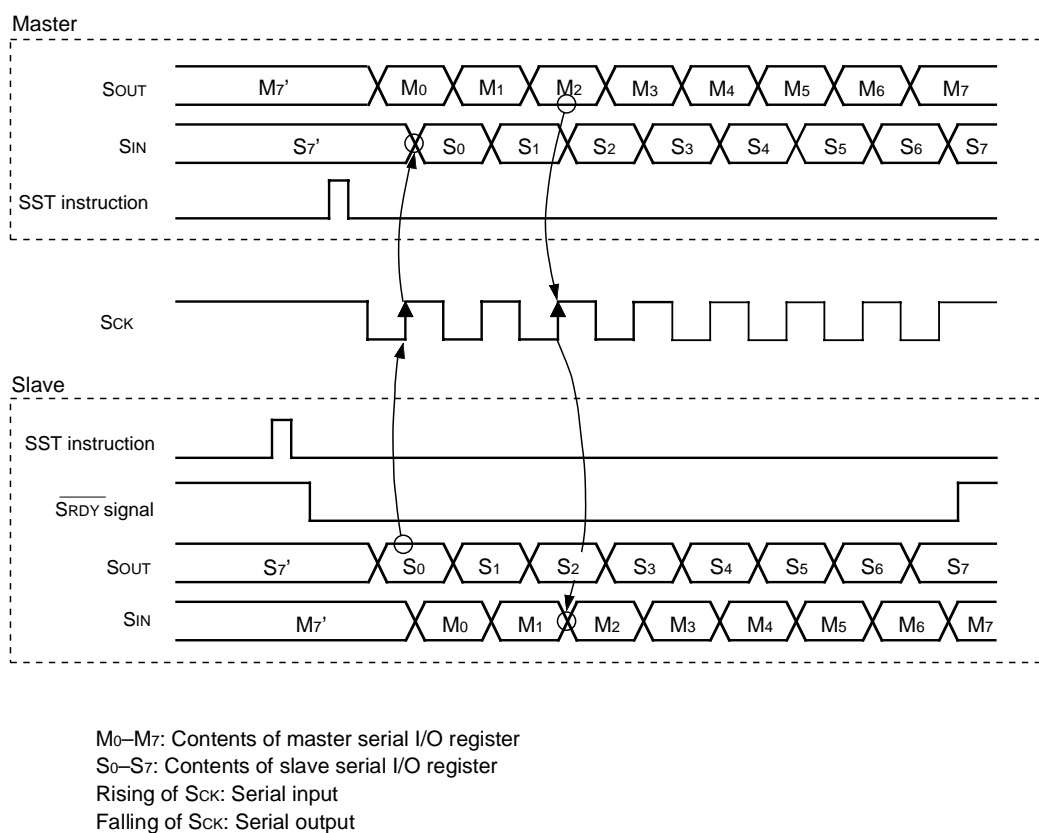 Master
SOUT M7' M0 M1 M2 M3 M4 M5 M6 M7
SIN S7' S0 S1 S2 S3 S4 S5 S6 S7
SST instruction
SCK
Slave
SST instruction
SRDY signal
SOUT S7' S0 S1 S2 S3 S4 S5 S6 S7
SIN M7' M0 M1 M2 M3 M4 M5 M6 M7
M0–M7: Contents of master serial I/O register
S0–S7: Contents of slave serial I/O register
Rising of SCK: Serial input
Falling of SCK: Serial output